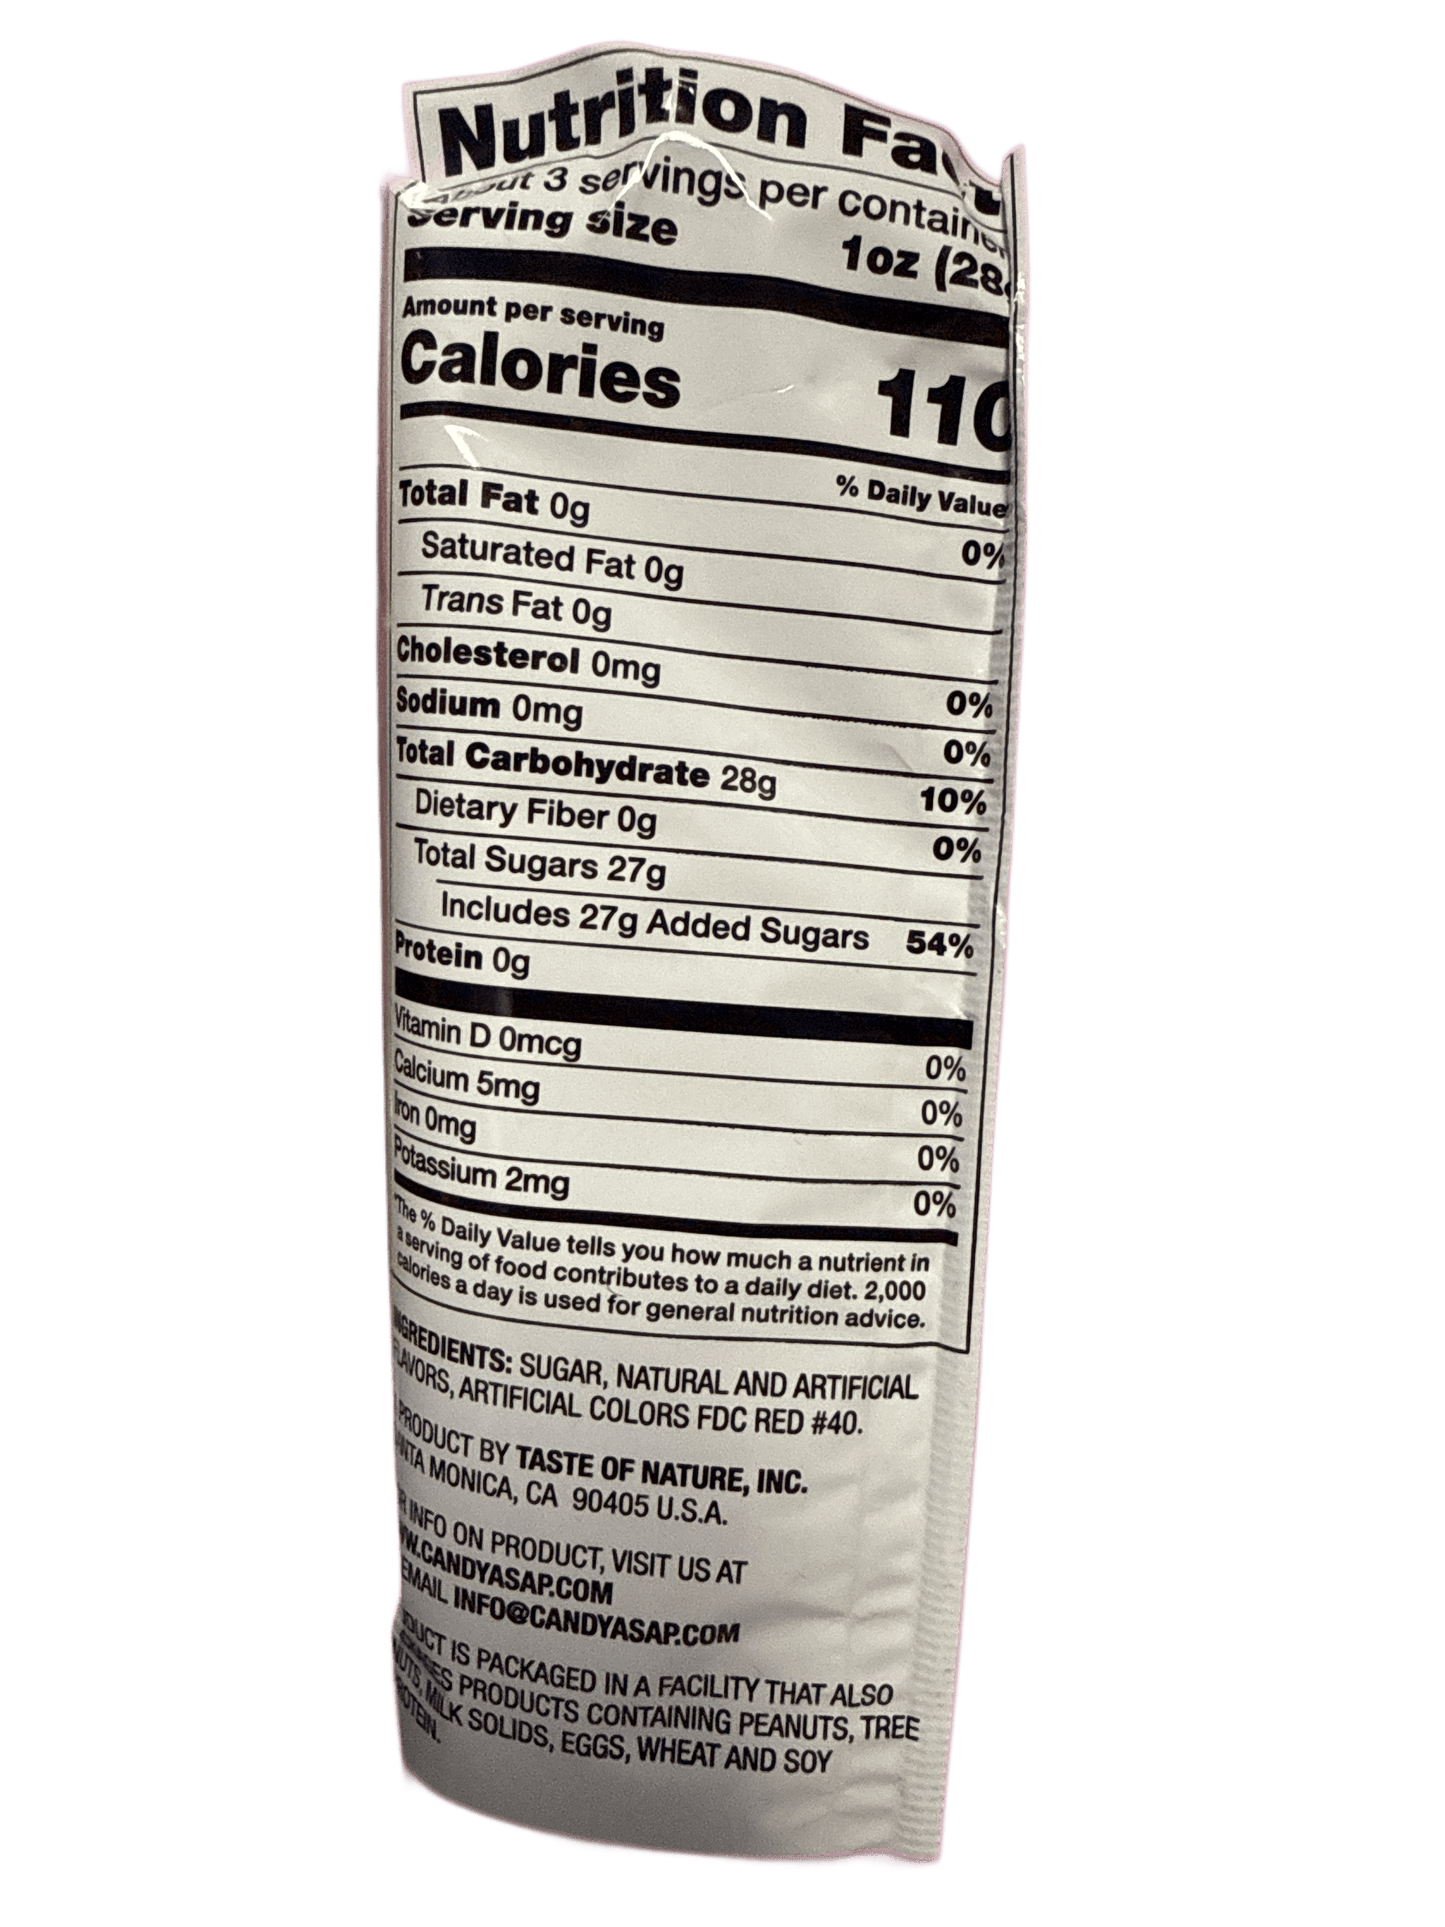 Nutrition
About 3 servings per container
Serving size 1oz (28
Amount per serving
Calories 110
% Daily Value
Total Fat 0g 0%
Saturated Fat 0g
Trans Fat 0g
Cholesterol 0mg 0%
Sodium 0mg 0%
Total Carbohydrate 28g 10%
Dietary Fiber 0g 0%
Total Sugars 27g
Includes 27g Added Sugars 54%
Protein 0g
Vitamin D 0mcg 0%
Calcium 5mg 0%
Iron 0mg 0%
Potassium 2mg 0%
*The % Daily Value tells you how much a nutrient in
a serving of food contributes to a daily diet. 2,000
calories a day is used for general nutrition advice.
INGREDIENTS: SUGAR, NATURAL AND ARTIFICIAL
FLAVORS, ARTIFICIAL COLORS FDC RED #40.
PRODUCT BY TASTE OF NATURE, INC.
MONICA, CA 90405 U.S.A.
INFO ON PRODUCT, VISIT US AT
W.CANDYASAP.COM
EMAIL INFO@CANDYASAP.COM
IS PACKAGED IN A FACILITY THAT ALSO
PRODUCTS CONTAINING PEANUTS, TREE
NUTS, MILK SOLIDS, EGGS, WHEAT AND SOY